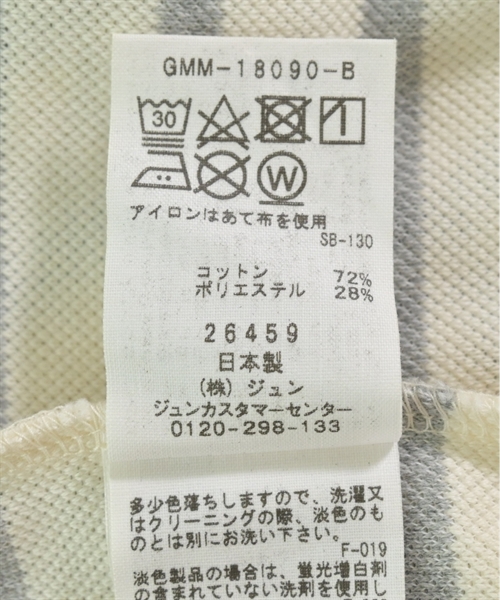 GMM-18090-B
30
W
アイロンはあて布を使用
SB-130
コットン 72%
ポリエステル 28%
26459
日本製
(株) ジュン
ジュンカスタマーセンター
0120-298-133
多少色落ちしますので、洗濯又
はクリーニングの際、淡色のも
のとは別にお洗い下さい。
F-019
淡色製品の場合は、蛍光増白剤
の含まれていない洗剤を使用し